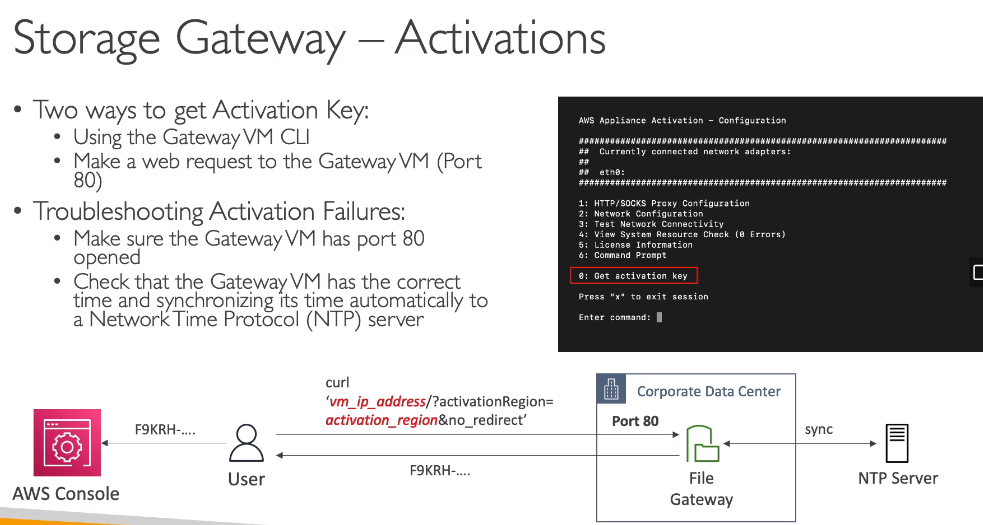 Storage Gateway – Activations
• Two ways to get Activation Key:
• Using the Gateway VM CLI
• Make a web request to the Gateway VM (Port
80)
• Troubleshooting Activation Failures:
• Make sure the Gateway VM has port 80
opened
• Check that the Gateway VM has the correct
time and synchronizing its time automatically to
a Network Time Protocol (NTP) server
AWS Appliance Activation - Configuration
########################################################################
##  Currently connected network adapters:
##
##  eth0:
########################################################################
1: HTTP/SOCKS Proxy Configuration
2: Network Configuration
3: Test Network Connectivity
4: View System Resource Check (0 Errors)
5: License Information
6: Command Prompt
0: Get activation key
Press "x" to exit session
Enter command:
curl
‘vm_ip_address/?activationRegion=
activation_region&no_redirect’
F9KRH-....
F9KRH-....
AWS Console
User
Corporate Data Center
Port 80
File
Gateway
sync
NTP Server